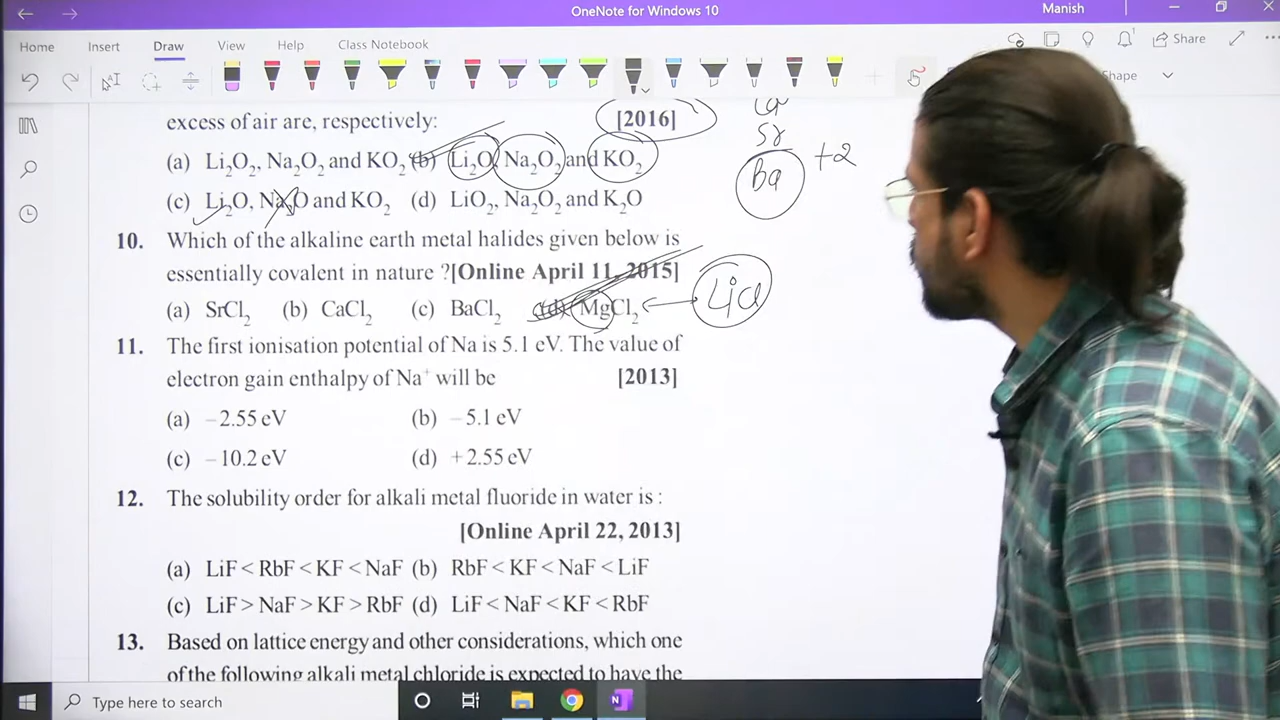 OneNote for Windows 10
Manish
Home Insert Draw View Help Class Notebook
Share
Shape
excess of air are, respectively: [2016]
(a) Li₂O₂, Na₂O₂ and KO₂ (b) Li₂O, Na₂O₂ and KO₂
(c) Li₂O, Na₂O and KO₂ (d) LiO₂, Na₂O₂ and K₂O
Sr
Ba +2
10. Which of the alkaline earth metal halides given below is
essentially covalent in nature ?[Online April 11, 2015]
(a) SrCl₂ (b) CaCl₂ (c) BaCl₂ (d) MgCl₂
LiCl
11. The first ionisation potential of Na is 5.1 eV. The value of
electron gain enthalpy of Na⁺ will be [2013]
(a) –2.55 eV (b) –5.1 eV
(c) –10.2 eV (d) +2.55 eV
12. The solubility order for alkali metal fluoride in water is :
[Online April 22, 2013]
(a) LiF < RbF < KF < NaF (b) RbF < KF < NaF < LiF
(c) LiF > NaF > KF > RbF (d) LiF < NaF < KF < RbF
13. Based on lattice energy and other considerations, which one
of the following alkali metal chloride is expected to have the
Type here to search